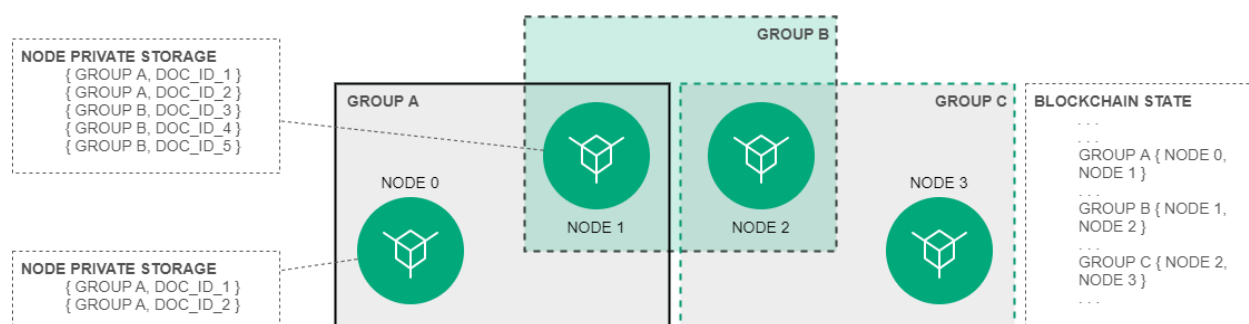 NODE PRIVATE STORAGE
{ GROUP A, DOC_ID_1 }
{ GROUP A, DOC_ID_2 }
{ GROUP B, DOC_ID_3 }
{ GROUP B, DOC_ID_4 }
{ GROUP B, DOC_ID_5 }
NODE PRIVATE STORAGE
{ GROUP A, DOC_ID_1 }
{ GROUP A, DOC_ID_2 }
GROUP A
NODE 0
GROUP B
NODE 1
NODE 2
GROUP C
NODE 3
BLOCKCHAIN STATE
. . .
. . .
GROUP A { NODE 0,
NODE 1 }
. . .
GROUP B { NODE 1,
NODE 2 }
. . .
GROUP C { NODE 2,
NODE 3 }
. . .